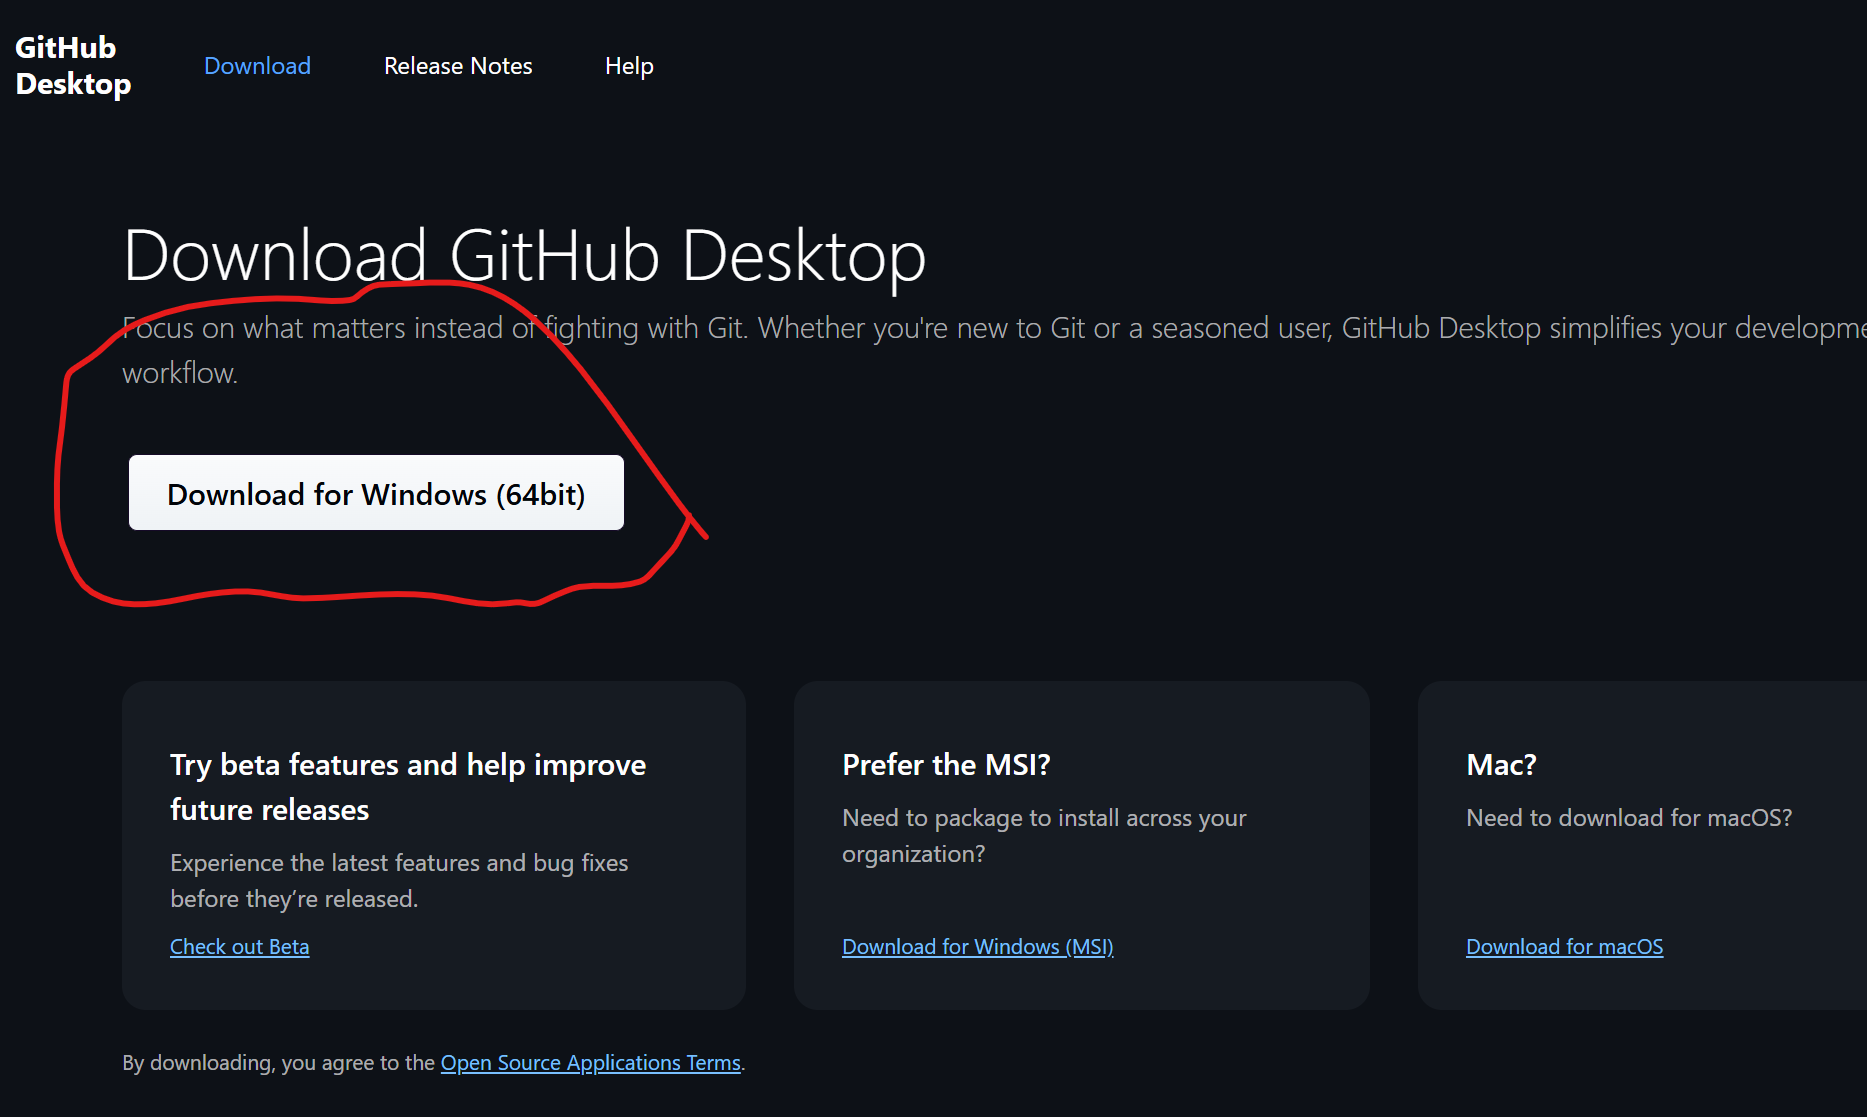 GitHub
Desktop
Download
Release Notes
Help
Download GitHub Desktop
Focus on what matters instead of fighting with Git. Whether you're new to Git or a seasoned user, GitHub Desktop simplifies your developme
workflow.
Download for Windows (64bit)
Try beta features and help improve
future releases
Experience the latest features and bug fixes
before they’re released.
Check out Beta
Prefer the MSI?
Need to package to install across your
organization?
Download for Windows (MSI)
Mac?
Need to download for macOS?
Download for macOS
By downloading, you agree to the Open Source Applications Terms.